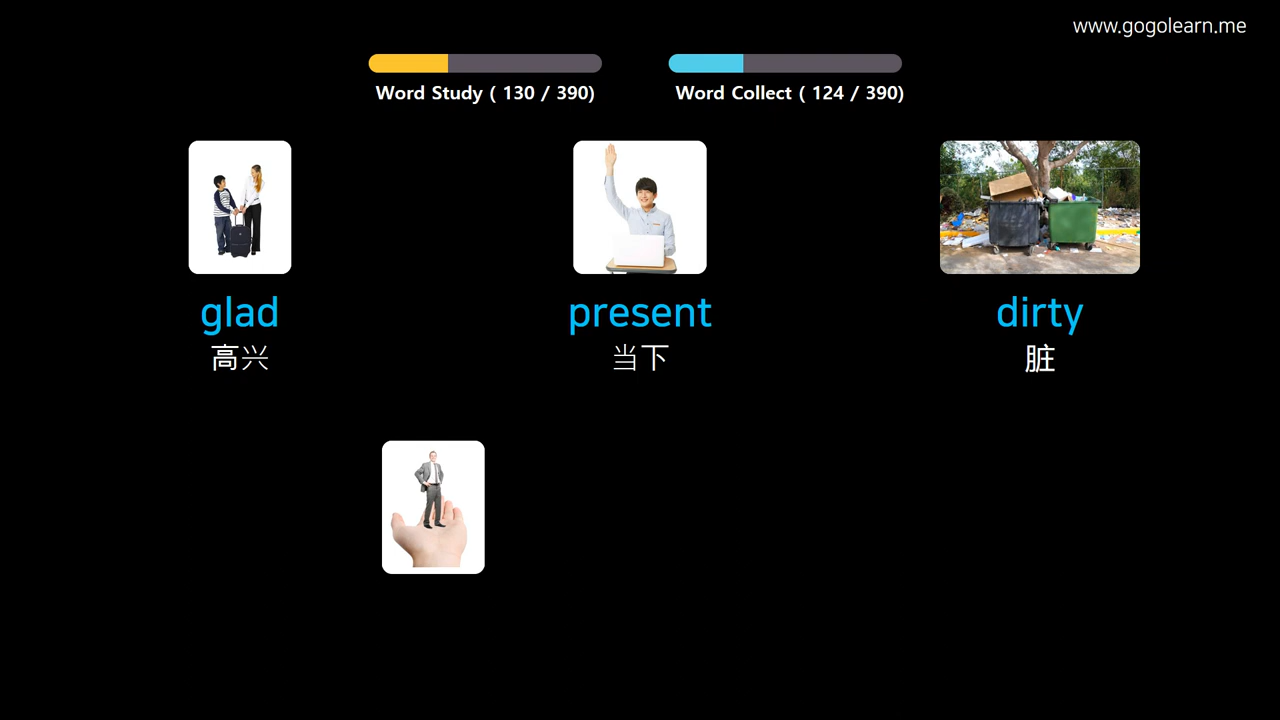 www.gogolearn.me
Word Study ( 130 / 390)
Word Collect ( 124 / 390)
glad
present
dirty
高兴
当下
脏